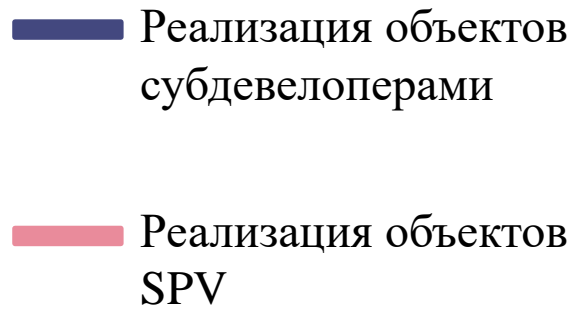 Реализация объектов
субдевелоперами
Реализация объектов
SPV